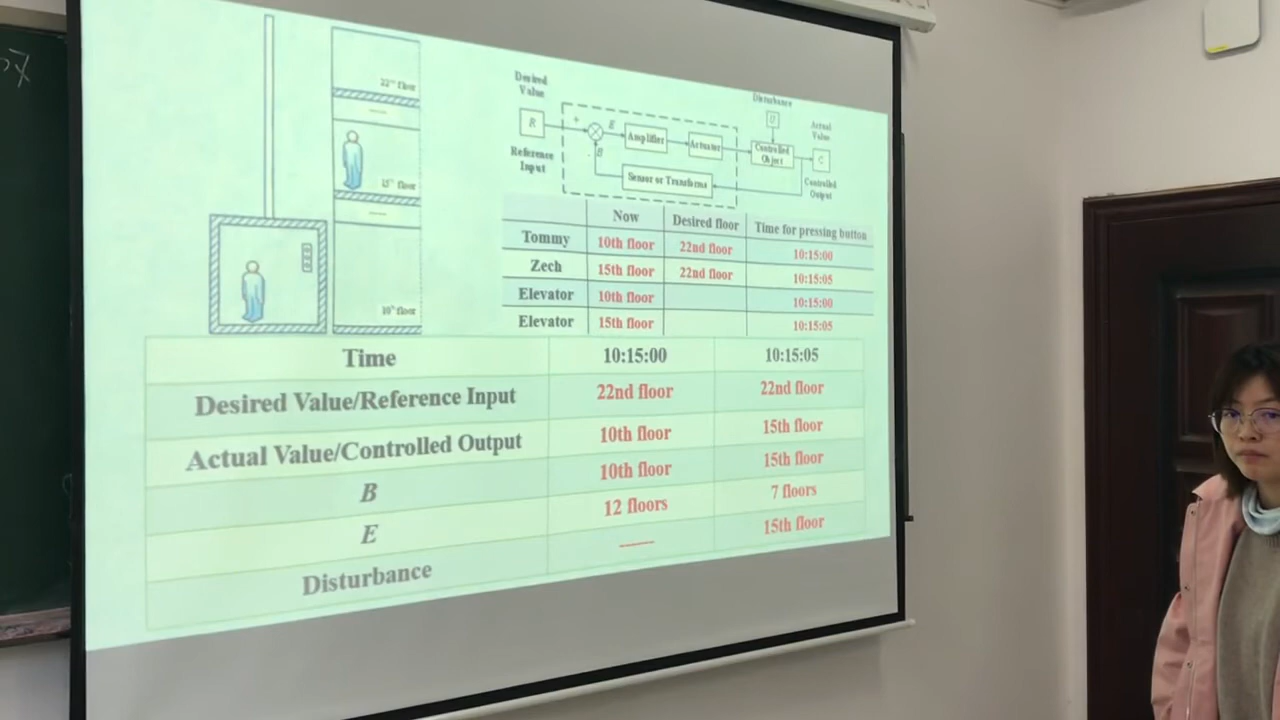 22nd floor
15th floor
10th floor
Desired Value
R
Reference Input
+
E
B
Amplifier
Actuator
Sensor or Transforms
Disturbance
D
Controlled Object
Actual Value
C
Controlled Output
Now Desired floor Time for pressing button
Tommy 10th floor 22nd floor 10:15:00
Zech 15th floor 22nd floor 10:15:05
Elevator 10th floor 10:15:00
Elevator 15th floor 10:15:05
Time 10:15:00 10:15:05
Desired Value/Reference Input 22nd floor 22nd floor
Actual Value/Controlled Output 10th floor 15th floor
B 10th floor 15th floor
E 12 floors 7 floors
Disturbance —— 15th floor